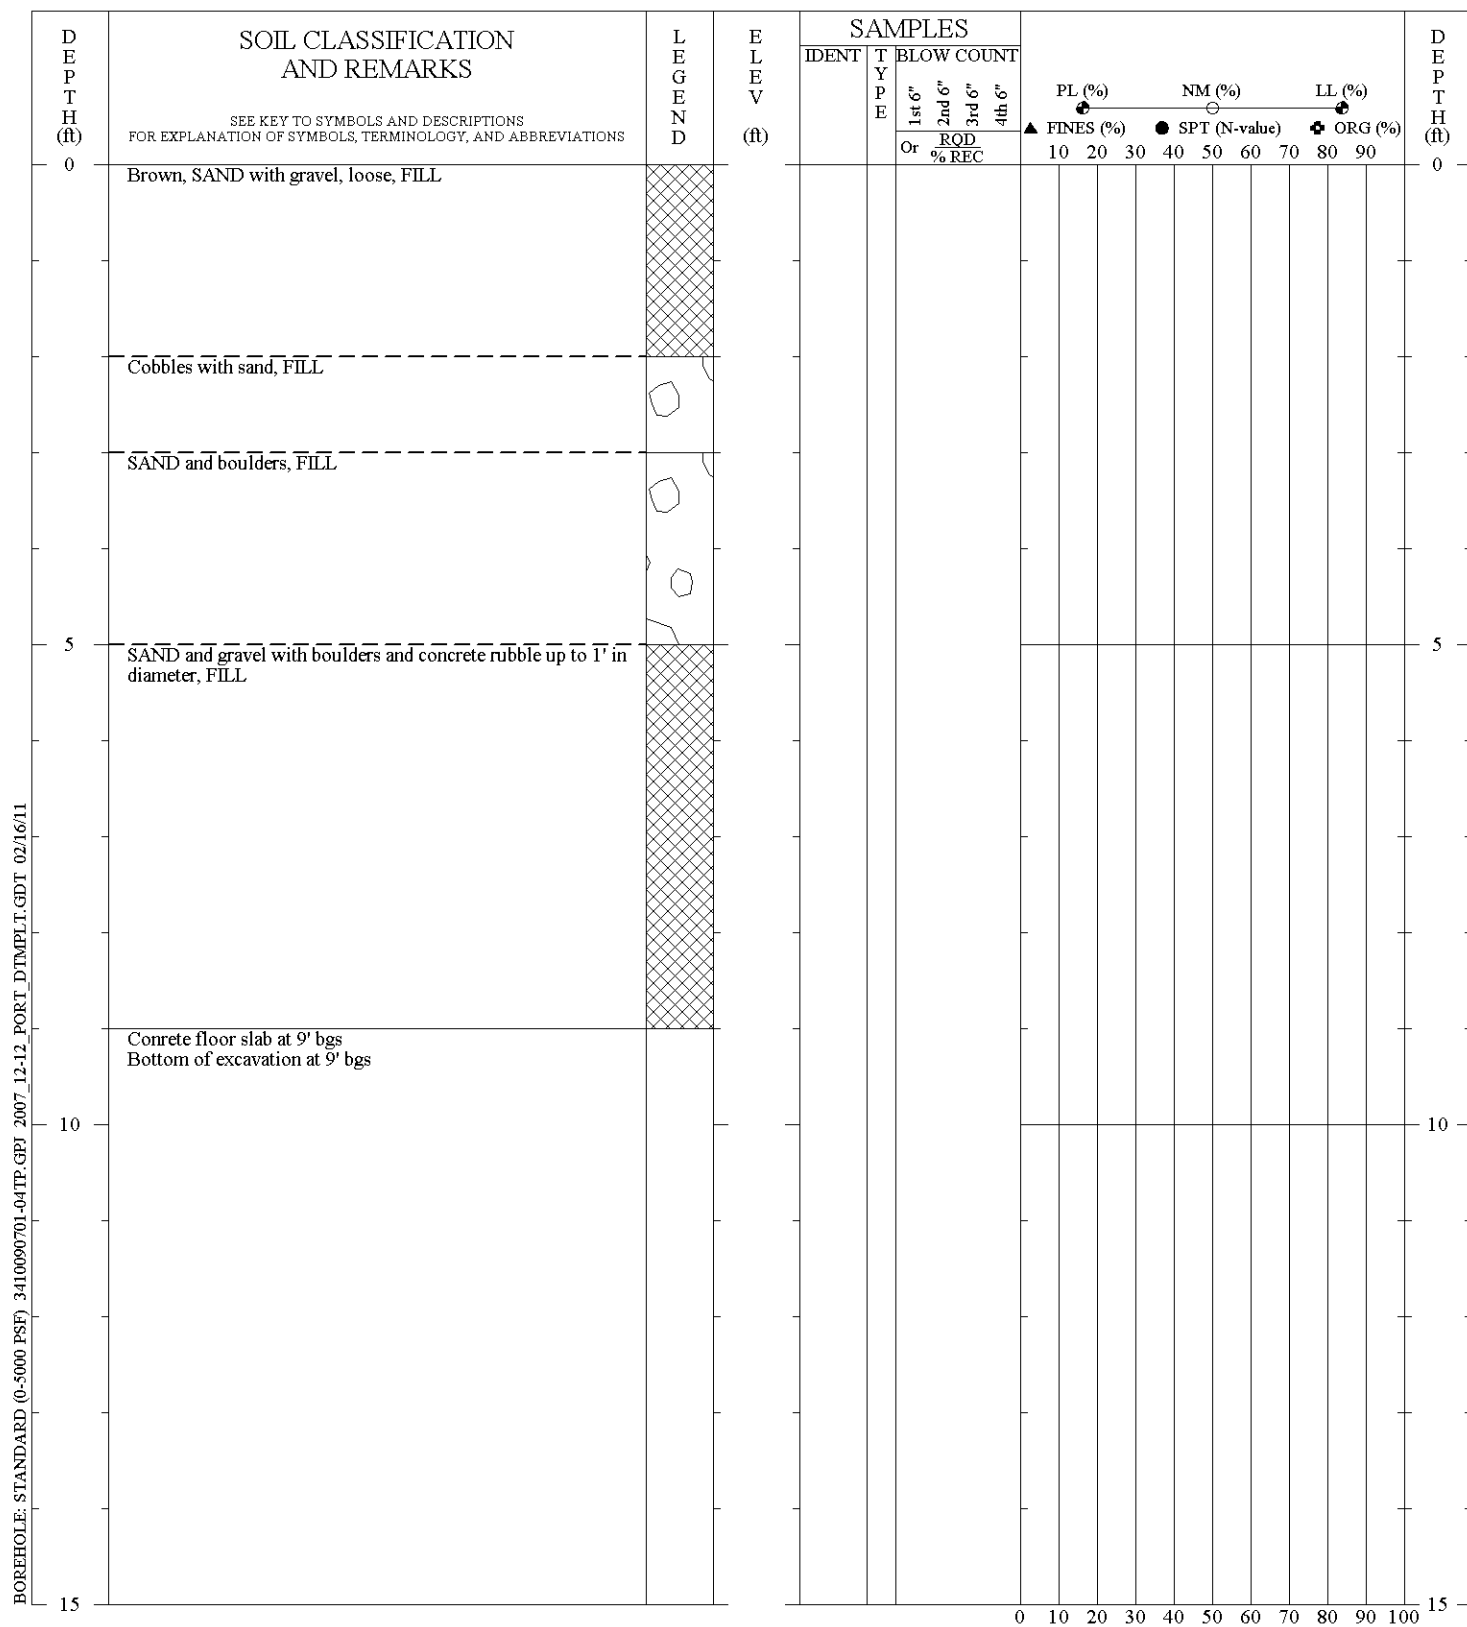 DEPTH
(ft)
SOIL CLASSIFICATION
AND REMARKS
SEE KEY TO SYMBOLS AND DESCRIPTIONS
FOR EXPLANATION OF SYMBOLS, TERMINOLOGY, AND ABBREVIATIONS
LEGEND
ELEV
(ft)
SAMPLES
IDENT
TYPE
BLOW COUNT
1st 6"
2nd 6"
3rd 6"
4th 6"
Or RQD
% REC
PL (%) NM (%) LL (%)
FINES (%) SPT (N-value) ORG (%)
10 20 30 40 50 60 70 80 90
DEPTH
(ft)
0
Brown, SAND with gravel, loose, FILL
0
Cobbles with sand, FILL
SAND and boulders, FILL
5
SAND and gravel with boulders and concrete rubble up to 1' in
diameter, FILL
5
Conrete floor slab at 9' bgs
Bottom of excavation at 9' bgs
10
10
15
15
0 10 20 30 40 50 60 70 80 90 100
BOREHOLE: STANDARD (0-5000 PSF) 3410090701-04TP.GPJ 2007_12-12_PORT_DTMPLT.GDT 02/16/11